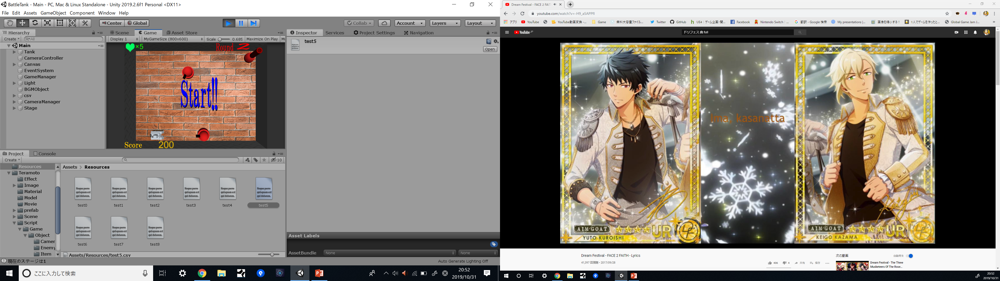 BattleTank - Main - PC, Mac & Linux Standalone - Unity 2019.2.6f1 Personal <DX11>
File Edit Assets GameObject Component Window Help
Center Global
Collab Account Layers Layout
Hierarchy
Create All
Main
Tank
CameraController
Canvas
EventSystem
GameManager
Light
BGMObject
csv
CameraManager
Stage
Scene Game Asset Store
Display 1 MyGameSize (800x600) Scale 0.685 Maximize On Play Mu
×5
Round 2
Start!!
Score 200
Inspector Services Project Settings Navigation
test5
Open
Project Console
Create
10
Resources
Teramoto
Effect
Image
Material
Model
Movie
prefab
Scene
Script
Game
Object
Camer
Enemy
Item
Assets > Resources
test0 test1 test2 test3 test4 test5
test6 test7 test8
Assets/Resources/test5.csv
Asset Labels
AssetBundle None None
現在のステージは1
Auto Generate Lighting Off
ここに入力して検索
20:52
2019/10/31
Dream Festival - FACE 2 FAIT
youtube.com/watch?v=-H9_a5APPfI
アプリ YouTube YouTube動画変換 -... Game 無料大容量ファイル... Twitter GitHub UE4 | ゲーム企画・開... Facebook Nintendo Switch | ... 翻訳 - Google 検索 My presentations |... 画像を縮小する！ 1人でゲームを作ったと... Global Game Jam J...
YouTube JP
ドリフェス 曲 full
Ima, kasanatta
AIM GOAT UR DF
YUTO KUROISHI
AIM GOAT UR DF
KEIGO KAZAMA
Dream Festival - FACE 2 FAITH - Lyrics
41,397 回視聴・2017/09/28
406 4 共有 保存
次の動画 自動再生
Dream Festival - The Three
Musketeers Of The Rose...
20:52
2019/10/31